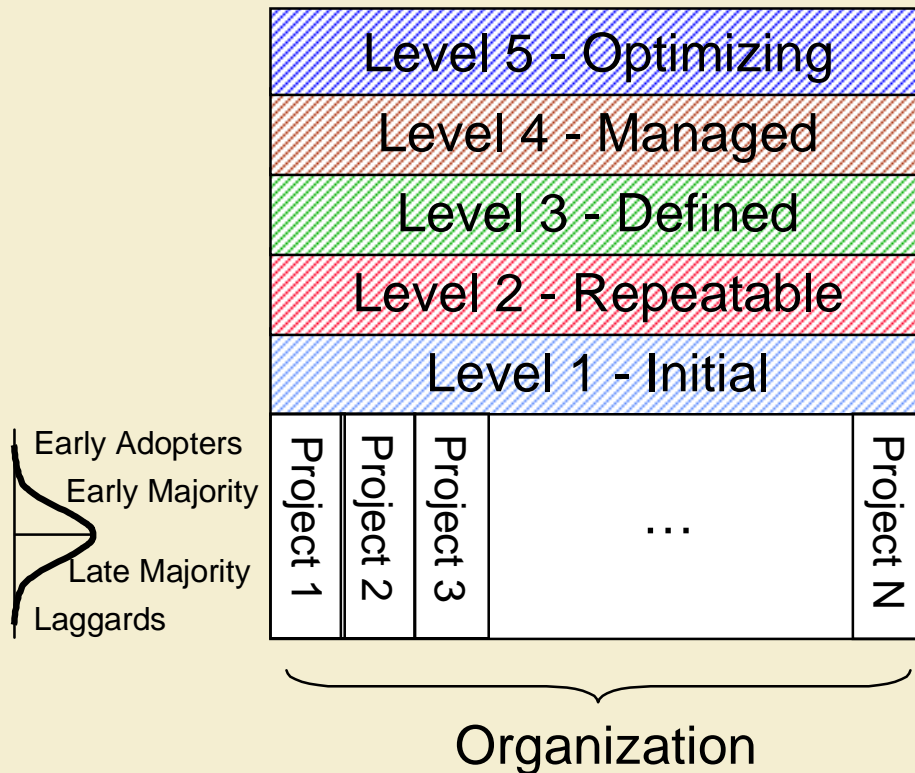 Level 5 - Optimizing
Level 4 - Managed
Level 3 - Defined
Level 2 - Repeatable
Level 1 - Initial
Early Adopters
Early Majority
Late Majority
Laggards
Project 1
Project 2
Project 3
...
Project N
Organization